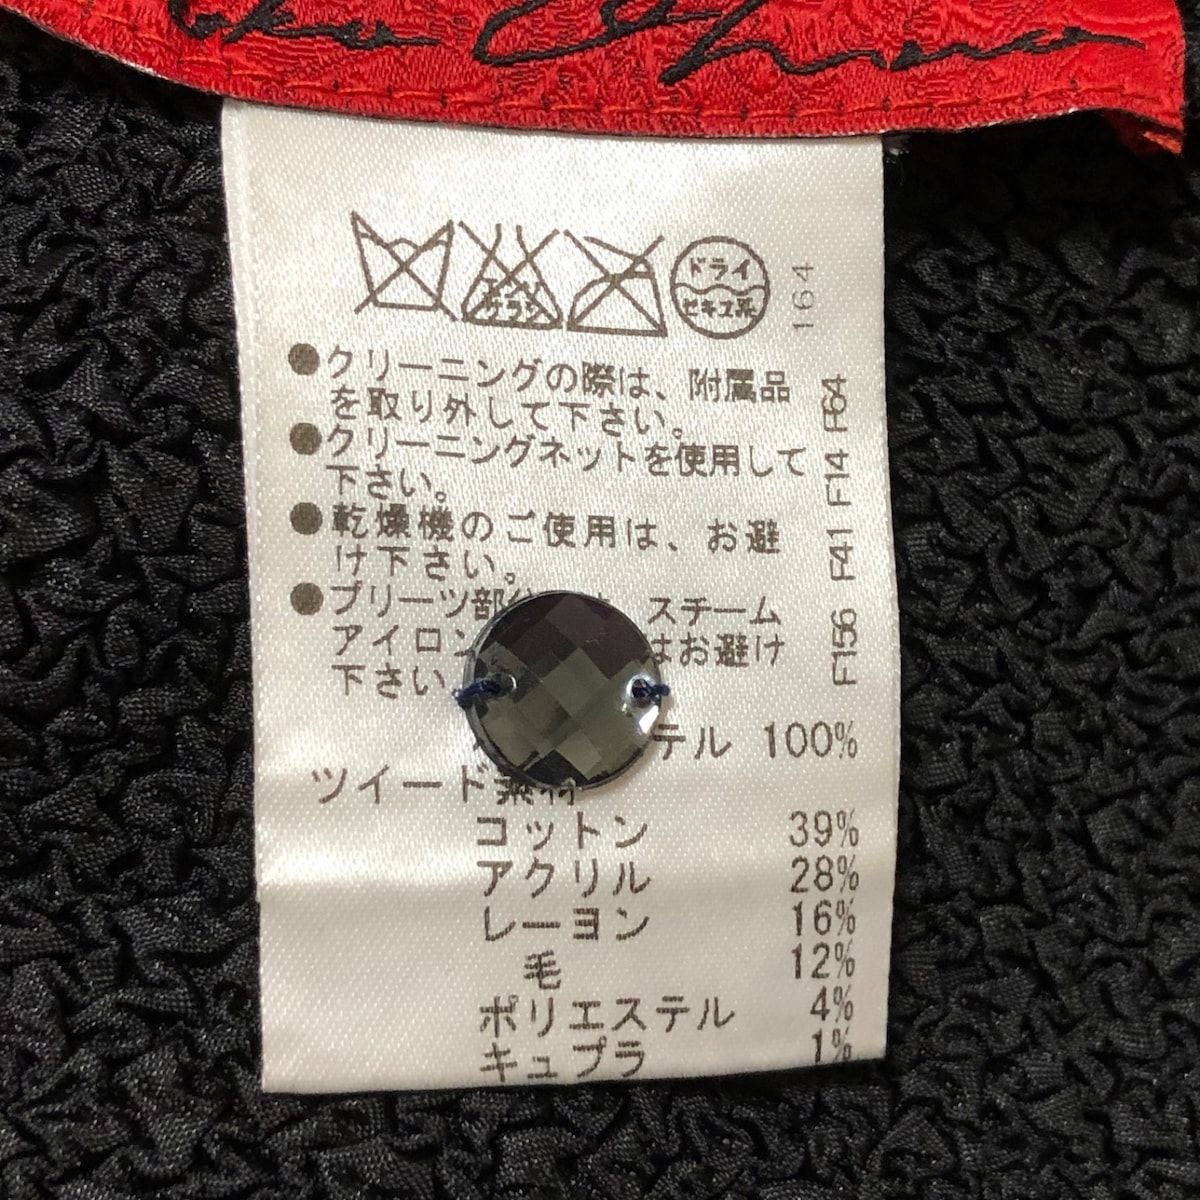 ドライ
セキユ系
164
●クリーニングの際は、附属品
を取り外して下さい。
●クリーニングネットを使用して
下さい。
●乾燥機のご使用は、お避
け下さい。
●プリーツ部 スチーム
アイロン はお避け
下さい
F156 F41 F14 F64
テル 100%
ツイード素材
コットン 39%
アクリル 28%
レーヨン 16%
毛 12%
ポリエステル 4%
キュプラ 1%